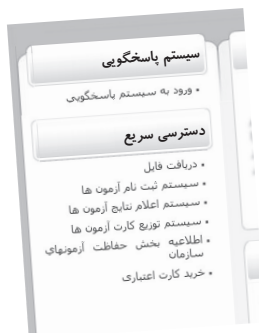 سیستم پاسخگویی
ورود به سیستم پاسخگویی
دسترسی سریع
دریافت فایل
سیستم ثبت نام آزمون ها
سیستم اعلام نتایج آزمون ها
سیستم توزیع کارت آزمون ها
اطلاعیه بخش حفاظت آزمونهای
سازمان
خرید کارت اعتباری